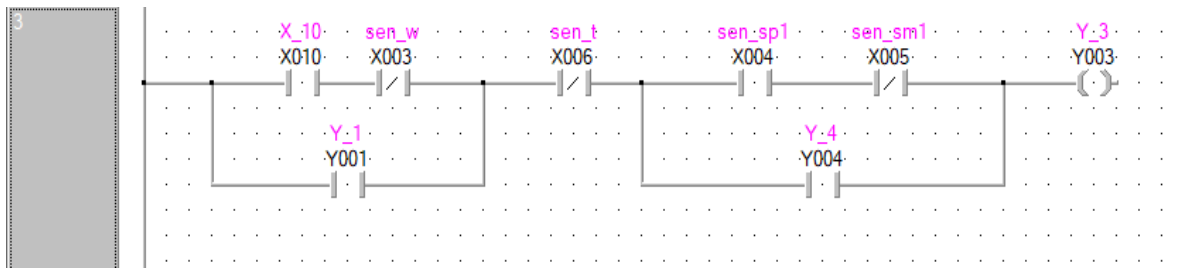 3
X_10 sen_w sen_t sen_sp1 sen_sm1 Y_3
X010 X003 X006 X004 X005 Y003
Y_1 Y_4
Y001 Y004